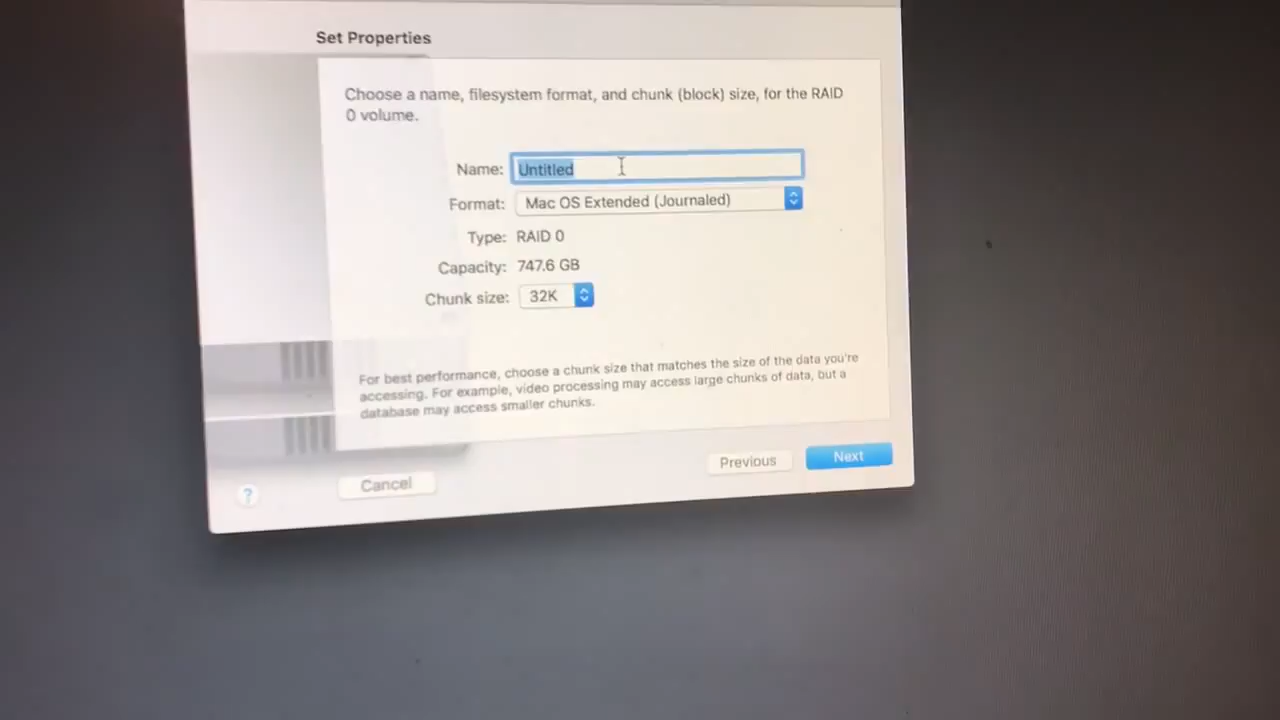 Set Properties
Choose a name, filesystem format, and chunk (block) size, for the RAID
0 volume.
Name: Untitled
Format: Mac OS Extended (Journaled)
Type: RAID 0
Capacity: 747.6 GB
Chunk size: 32K
For best performance, choose a chunk size that matches the size of the data you're
accessing. For example, video processing may access large chunks of data, but a
database may access smaller chunks.
Previous Next
? Cancel